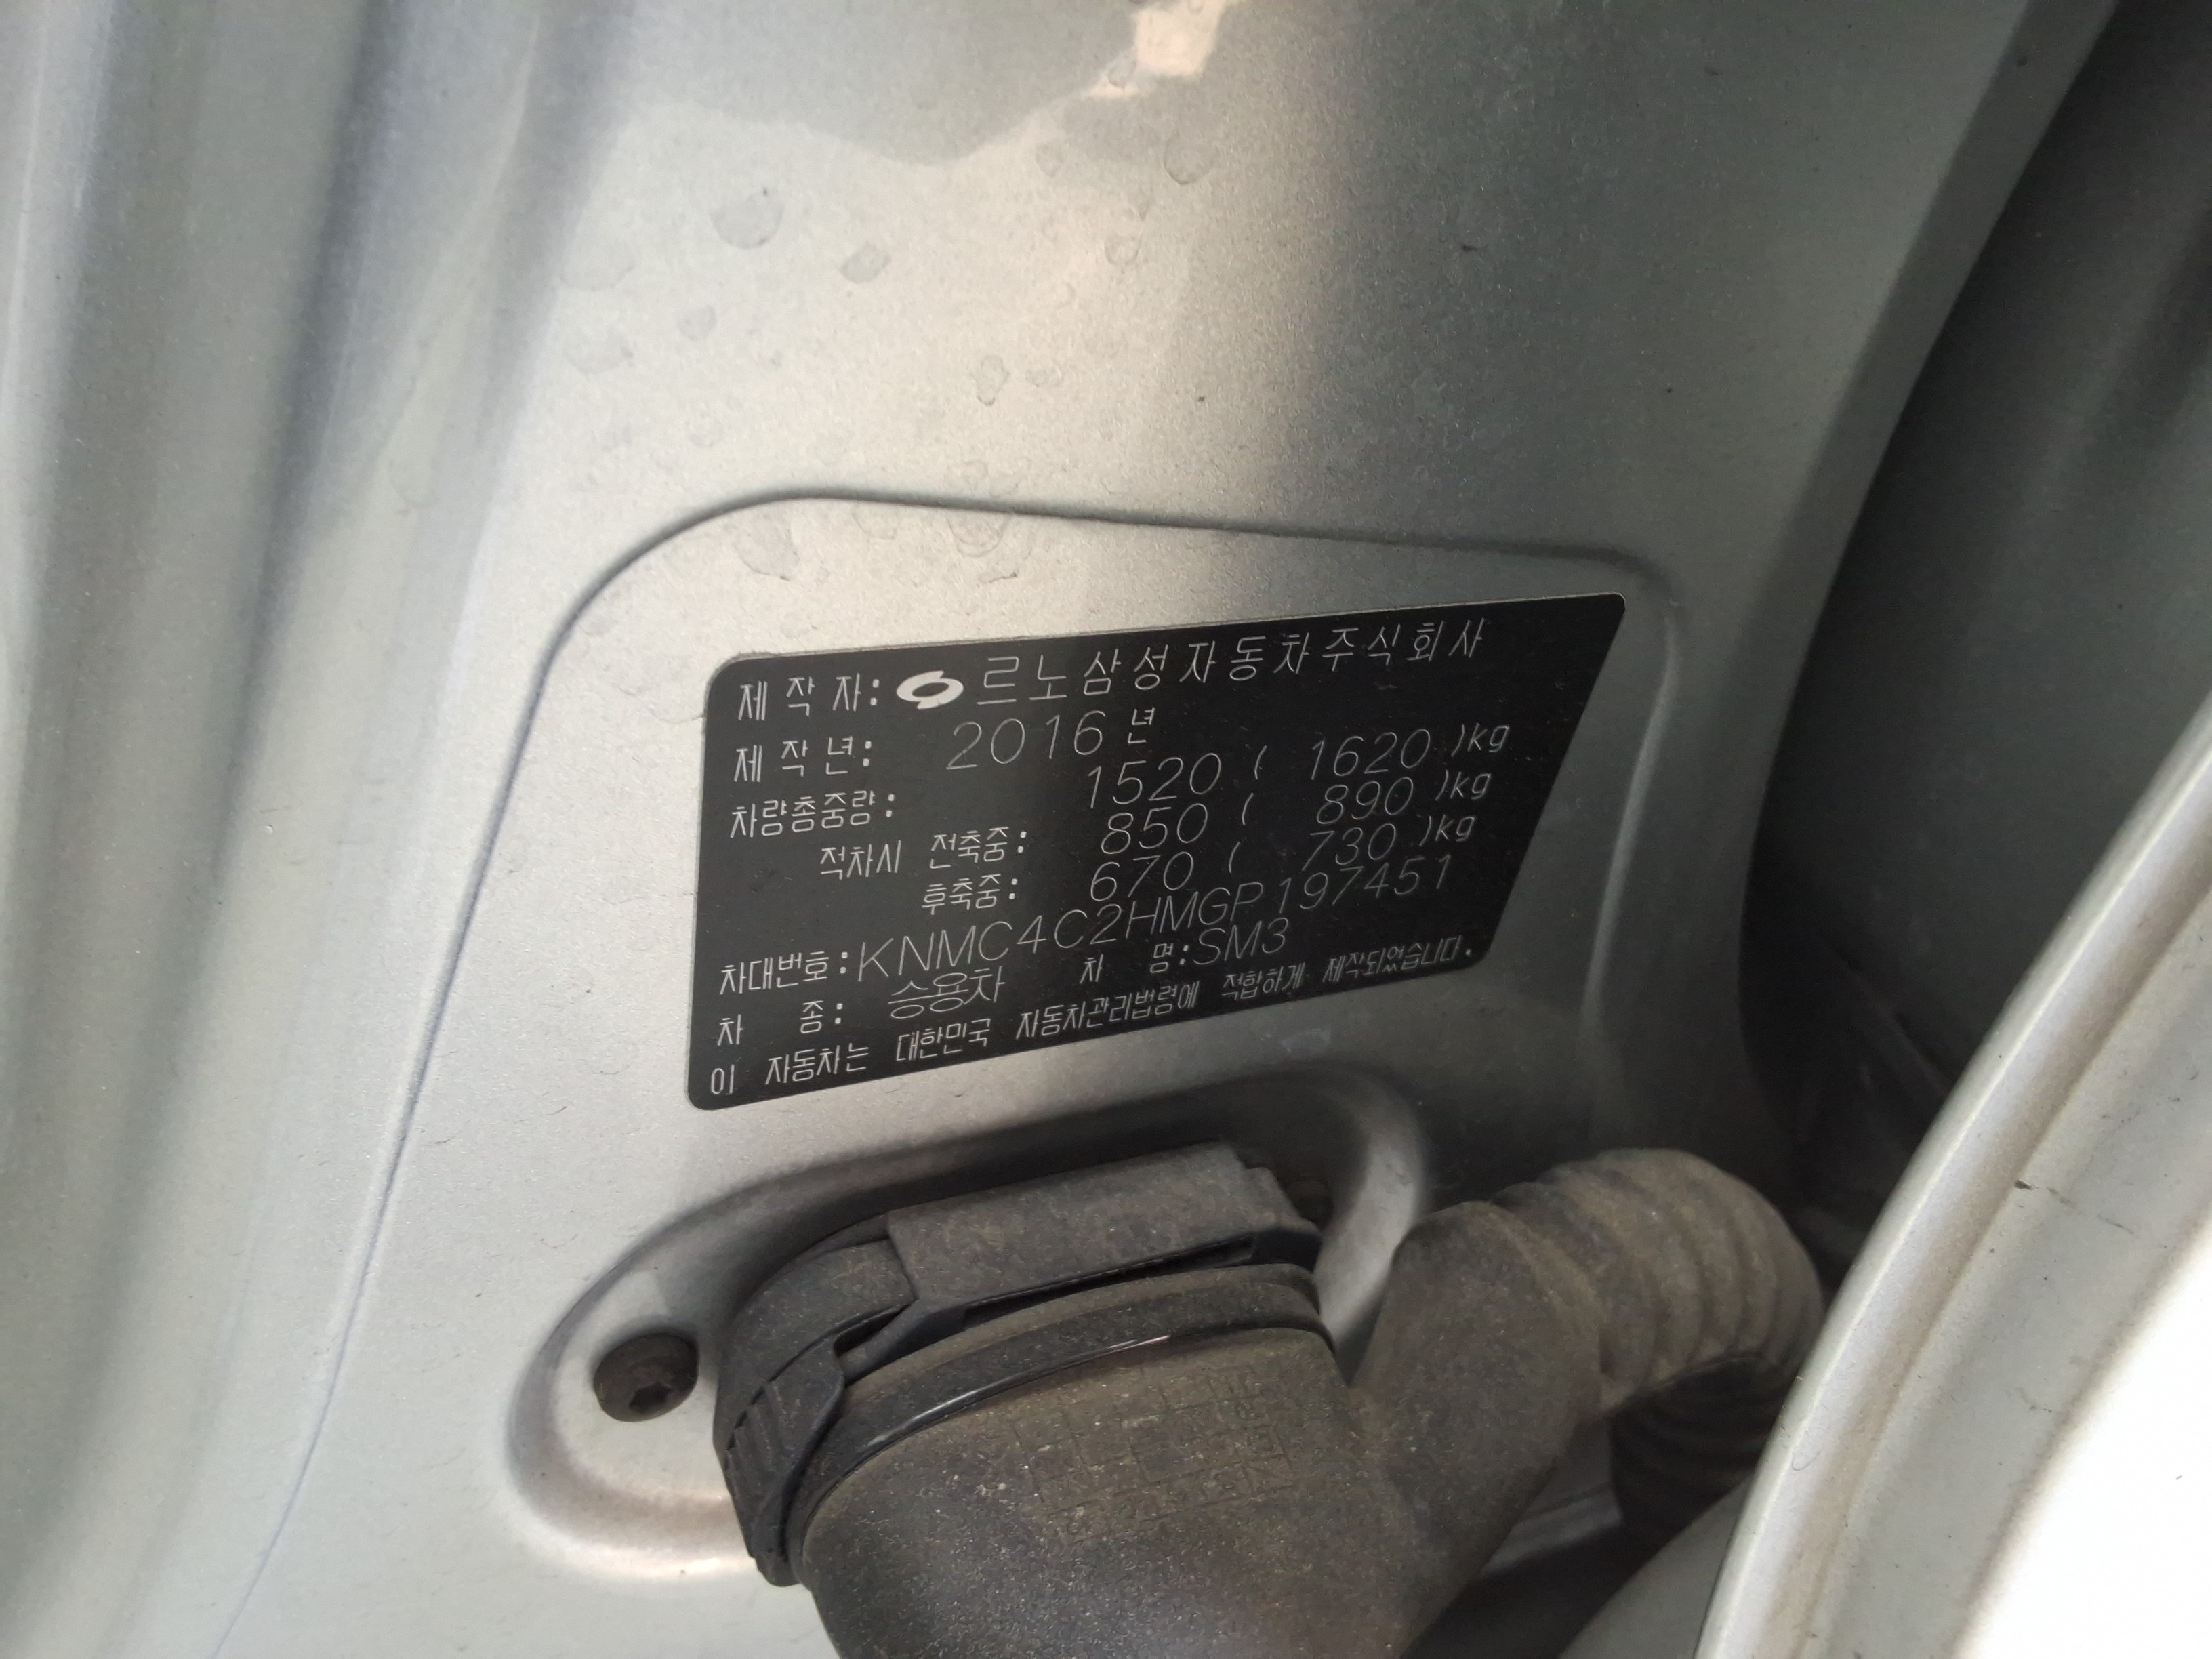 제 작 자: 르노삼성자동차주식회사
제 작 년: 2016 년
차량총중량: 1520 ( 1620 )kg
적차시 전축중: 850 ( 890 )kg
후축중: 670 ( 730 )kg
차대번호:KNMC4C2HMGP197451
차 종: 승용차 차 명:SM3
이 자동차는 대한민국 자동차관리법령에 적합하게 제작되었습니다.